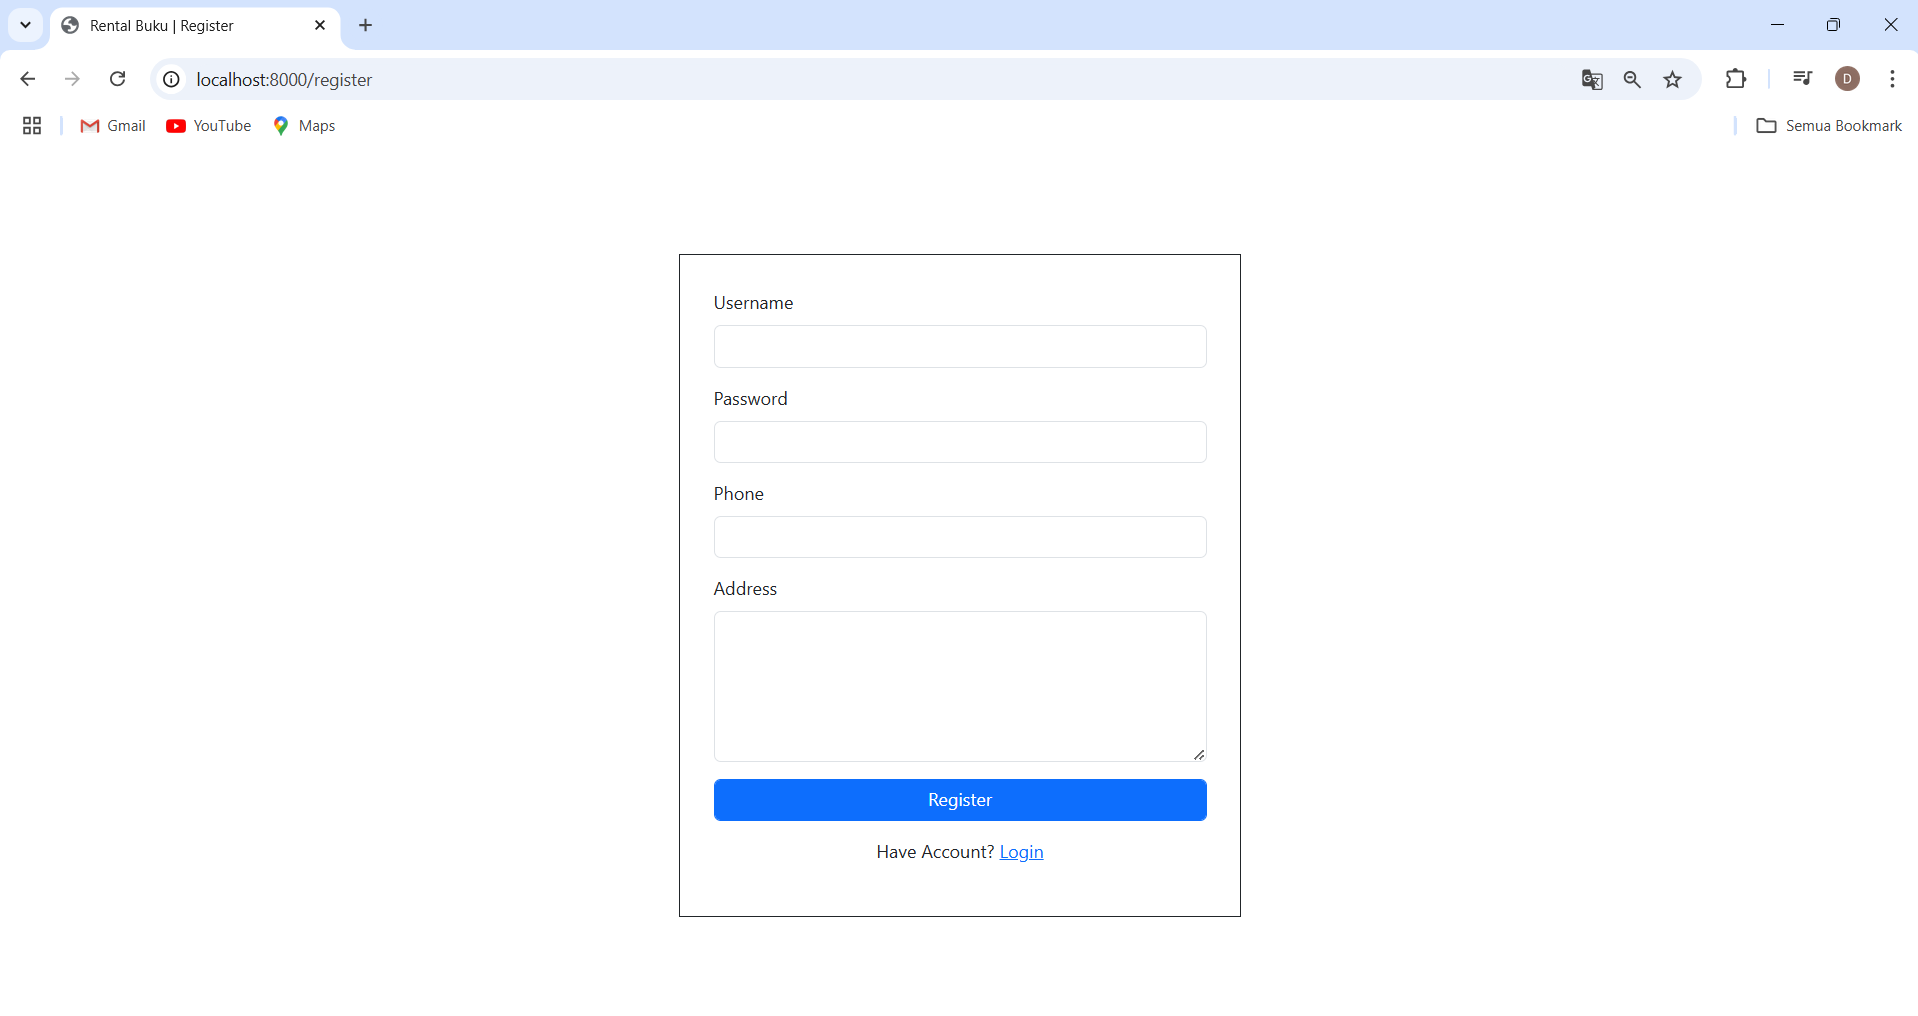 Rental Buku | Register
localhost:8000/register
Gmail YouTube Maps Semua Bookmark
D
Username
Password
Phone
Address
Register
Have Account? Login